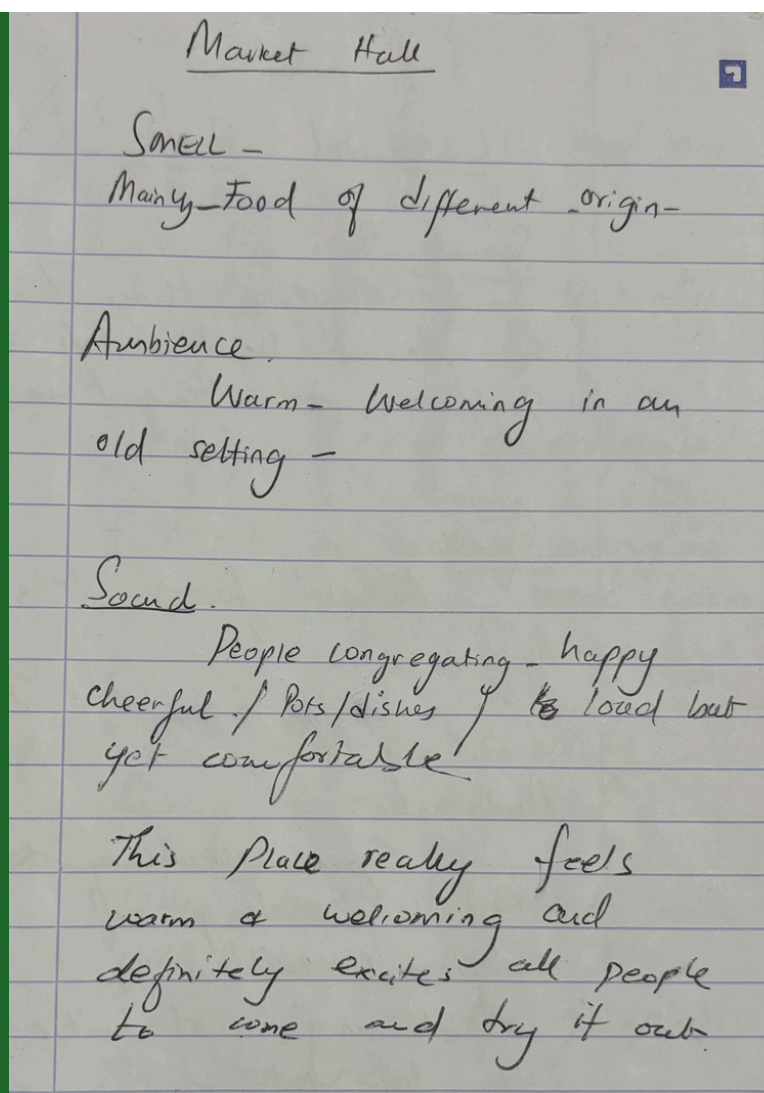 Market Hall
SMELL -
Mainly - Food of different - origin -
Ambience.
Warm - Welcoming in an
old setting -
Sound.
People congregating - happy
cheerful / Pots/dishes / loud but
yet comfortable
This Place really feels
warm & welcoming and
definitely excites all people
to come and try it out.